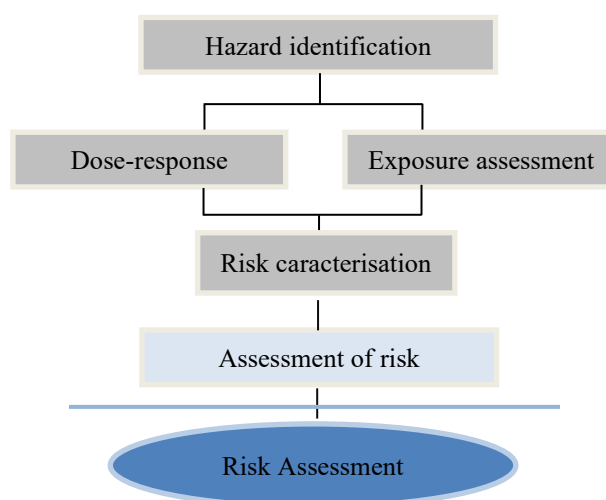 Hazard identification
Dose-response
Exposure assessment
Risk caracterisation
Assessment of risk
Risk Assessment